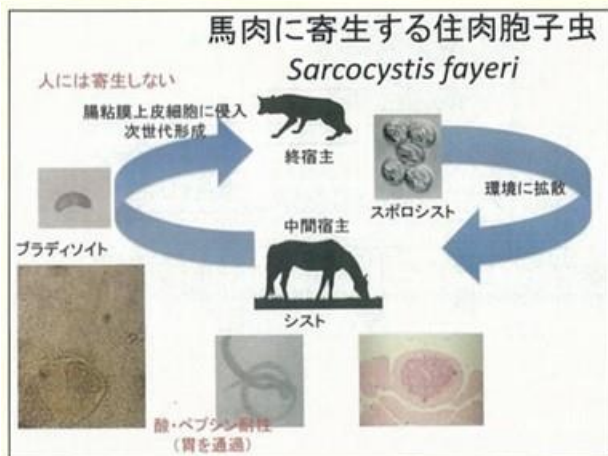 馬肉に寄生する住肉胞子虫
Sarcocystis fayeri
人には寄生しない
腸粘膜上皮細胞に侵入
次世代形成
終宿主
スポロシスト
環境に拡散
ブラディゾイト
中間宿主
シスト
酸・ペプシン耐性
(胃を通過)